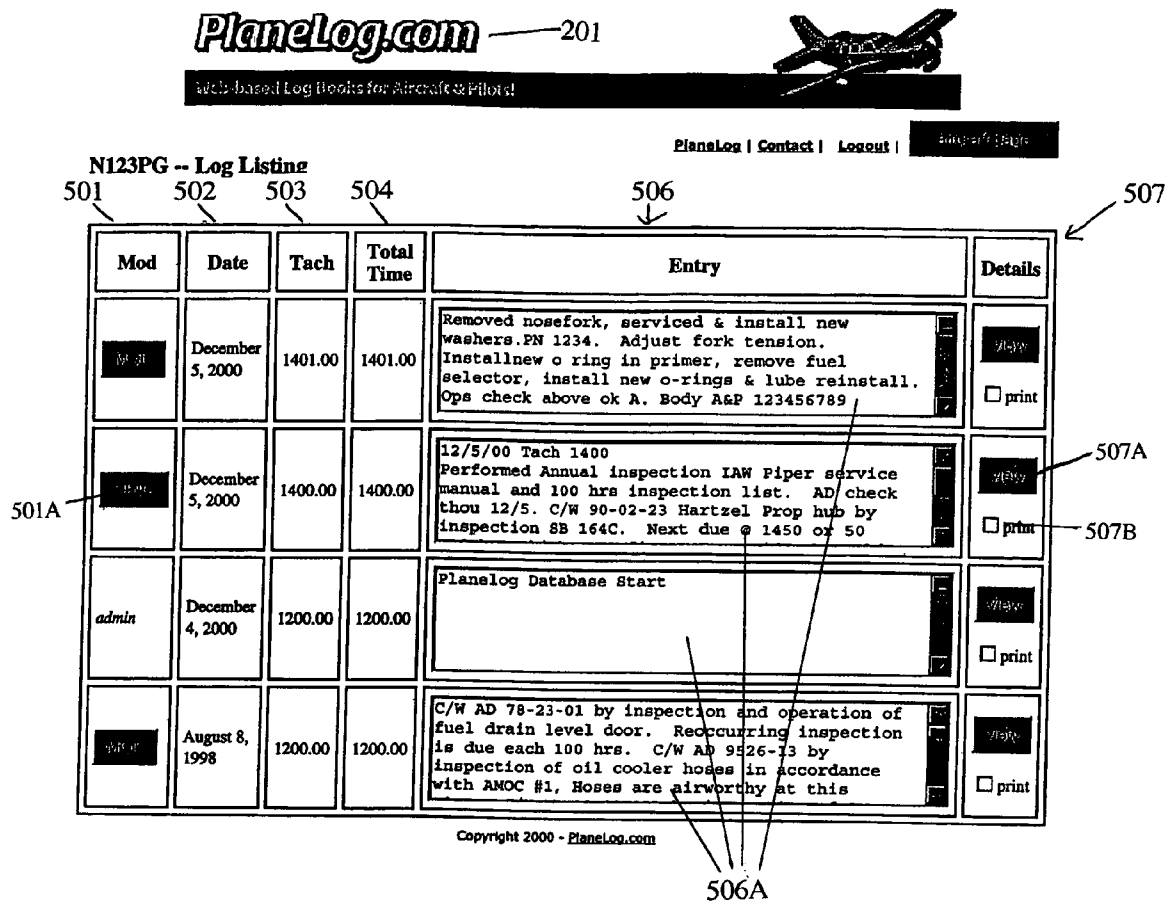 PlaneLog.com 201
Web-based Log Books for Aircraft & Pilots!
PlaneLog | Contact | Logout | aircraft page
N123PG -- Log Listing
501 502 503 504 506 507
Mod Date Tach Total Time Entry Details
December 5, 2000 1401.00 1401.00
Removed nosefork, serviced & install new
washers.PN 1234. Adjust fork tension.
Installnew o ring in primer, remove fuel
selector, install new o-rings & lube reinstall.
Ops check above ok A. Body A&P 123456789
View
print
501A
December 5, 2000 1400.00 1400.00
12/5/00 Tach 1400
Performed Annual inspection IAW Piper service
manual and 100 hrs inspection list. AD check
thou 12/5. C/W 90-02-23 Hartzel Prop hub by
inspection SB 164C. Next due @ 1450 or 50
View
print
507A
507B
admin December 4, 2000 1200.00 1200.00
Planelog Database Start
View
print
August 8, 1998 1200.00 1200.00
C/W AD 78-23-01 by inspection and operation of
fuel drain level door. Reoccurring inspection
is due each 100 hrs. C/W AD 9526-13 by
inspection of oil cooler hoses in accordance
with AMOC #1, Hoses are airworthy at this
View
print
Copyright 2000 - PlaneLog.com
506A